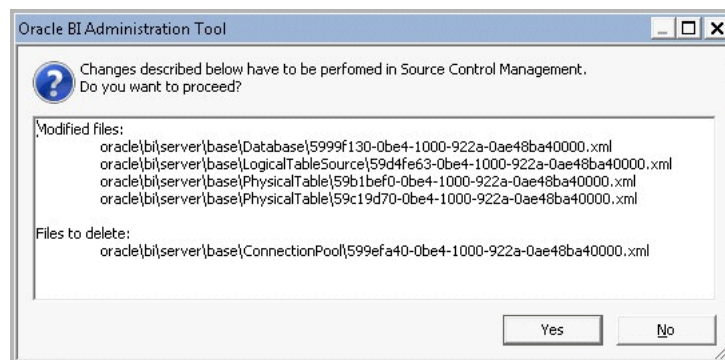 Oracle BI Administration Tool
Changes described below have to be perfomed in Source Control Management.
Do you want to proceed?
Modified files:
oracle\bi\server\base\Database\5999f130-0be4-1000-922a-0ae48ba40000.xml
oracle\bi\server\base\LogicalTableSource\59d4fe63-0be4-1000-922a-0ae48ba40000.xml
oracle\bi\server\base\PhysicalTable\59b1bef0-0be4-1000-922a-0ae48ba40000.xml
oracle\bi\server\base\PhysicalTable\59c19d70-0be4-1000-922a-0ae48ba40000.xml
Files to delete:
oracle\bi\server\base\ConnectionPool\599efa40-0be4-1000-922a-0ae48ba40000.xml
Yes No